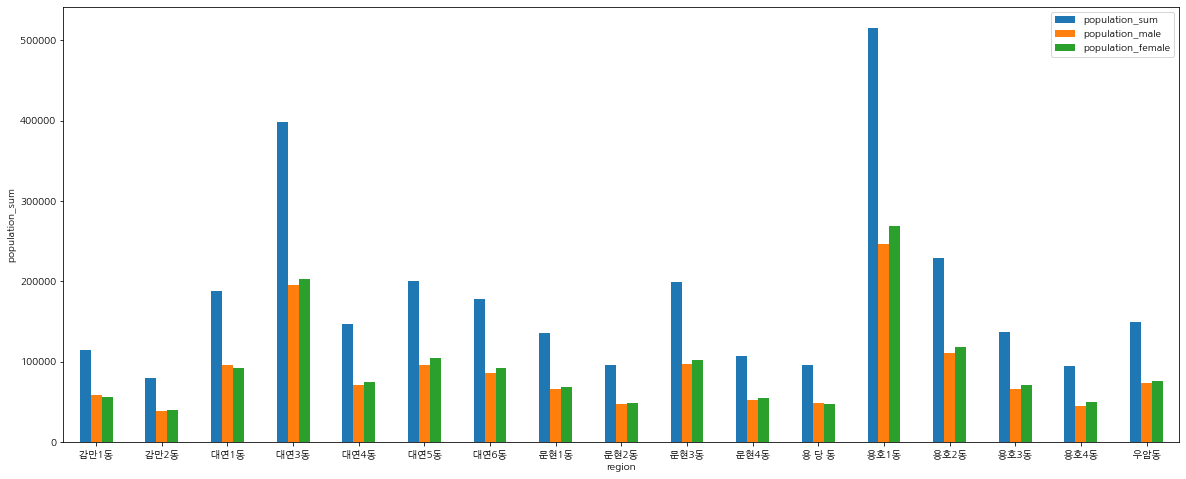 population_sum
population_male
population_female
500000
400000
300000
200000
100000
0
population_sum
감만1동 감만2동 대연1동 대연3동 대연4동 대연5동 대연6동 문현1동 문현2동 문현3동 문현4동 용 당 동 용호1동 용호2동 용호3동 용호4동 우암동
region